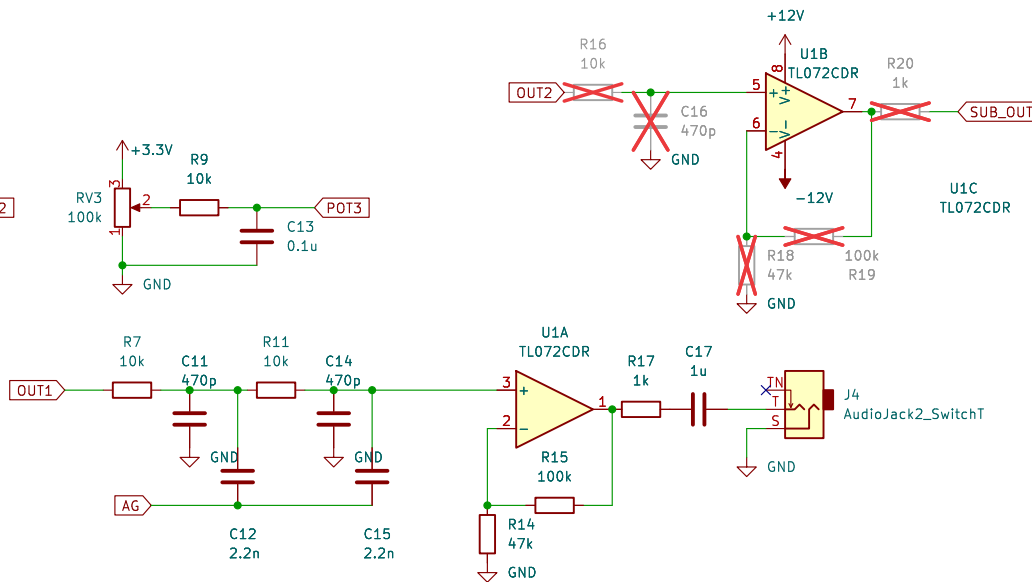 +12V
R16
10k
OUT2
C16
470p
GND
5
6
8
4
7
+
-
V+
V-
U1B
TL072CDR
R20
1k
SUB_OUT
-12V
U1C
TL072CDR
R18
47k
GND
100k
R19
2
+3.3V
RV3
100k
3
2
1
R9
10k
POT3
C13
0.1u
GND
OUT1
R7
10k
C11
470p
GND
R11
10k
C14
470p
GND
AG
C12
2.2n
C15
2.2n
U1A
TL072CDR
3
2
1
+
-
R15
100k
R14
47k
GND
R17
1k
C17
1u
TN
T
S
J4
AudioJack2_SwitchT
GND